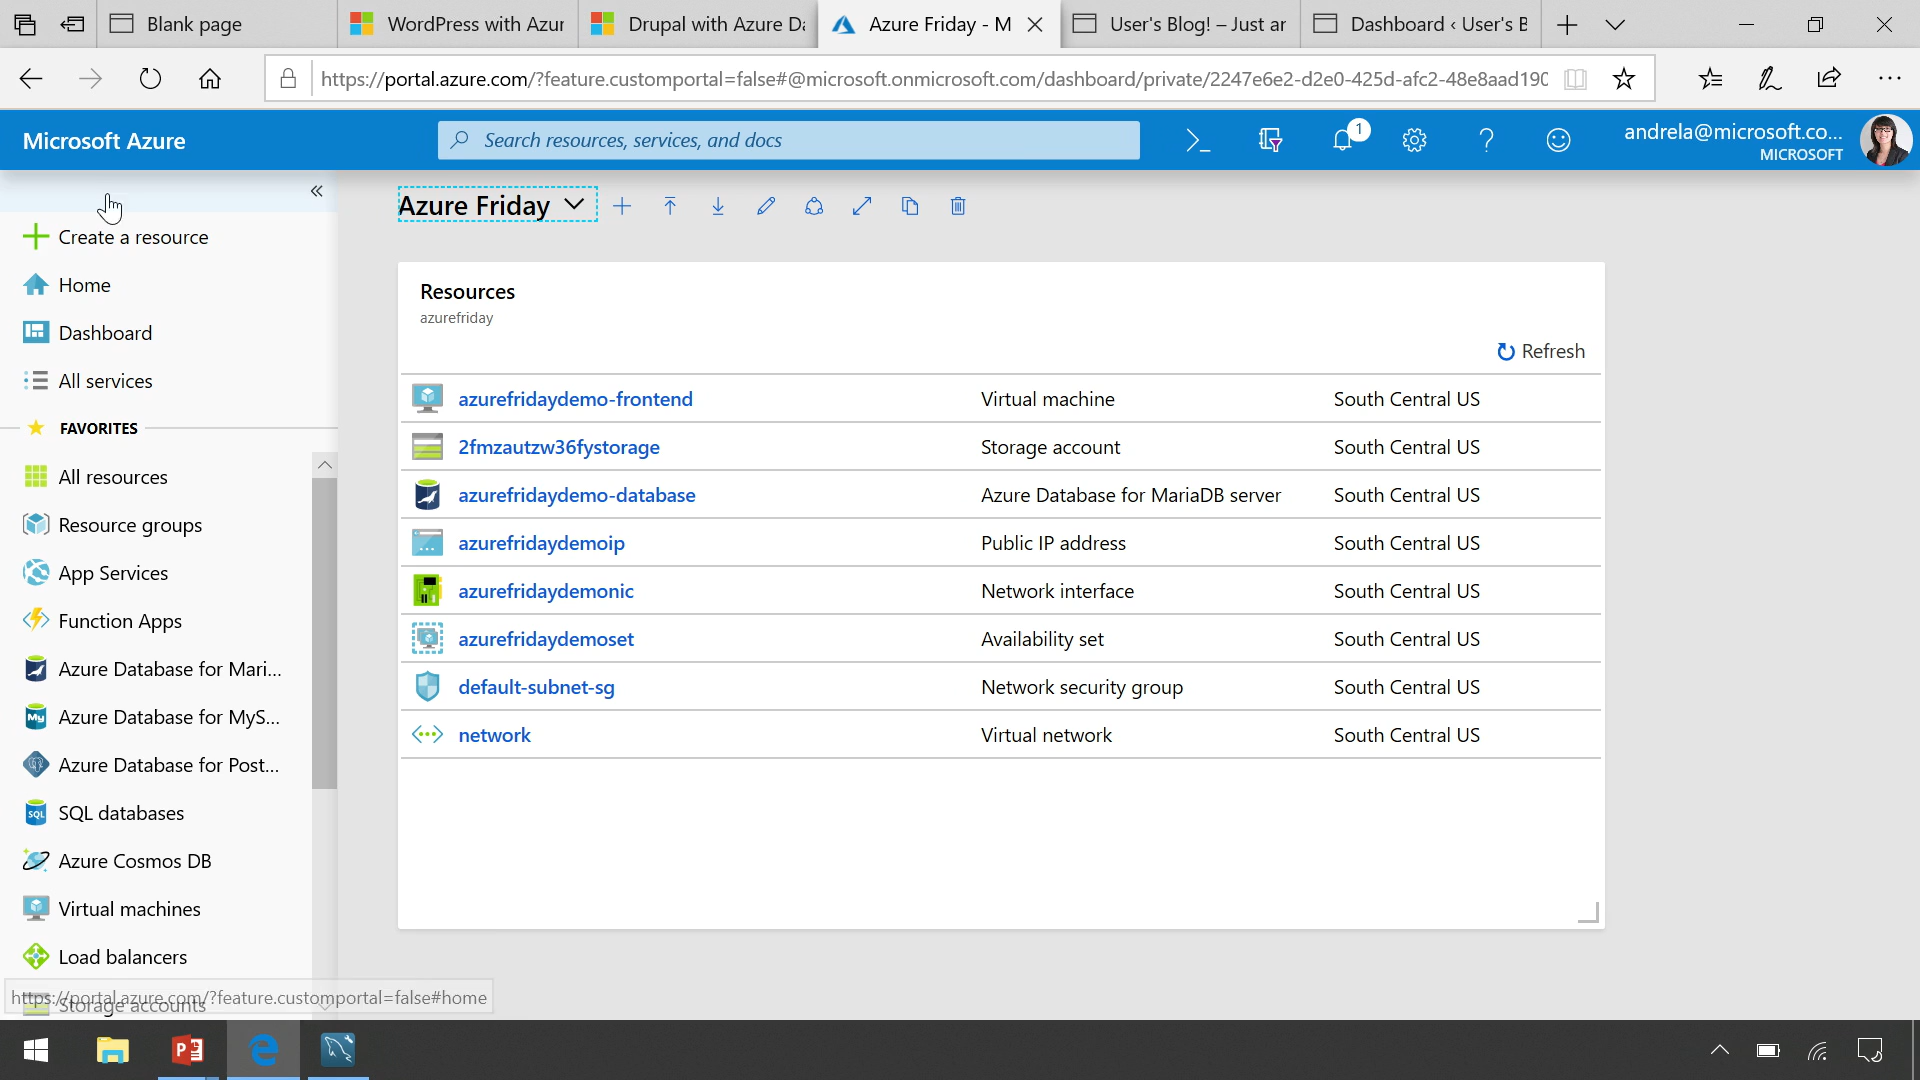 Blank page
WordPress with Azur
Drupal with Azure Da
Azure Friday - M
User's Blog! – Just ar
Dashboard ‹ User's B
https://portal.azure.com/?feature.customportal=false#@microsoft.onmicrosoft.com/dashboard/private/2247e6e2-d2e0-425d-afc2-48e8aad190
Microsoft Azure
Search resources, services, and docs
1
andrela@microsoft.co...
MICROSOFT
Azure Friday
Create a resource
Home
Dashboard
All services
FAVORITES
All resources
Resource groups
App Services
Function Apps
Azure Database for Mari...
Azure Database for MyS...
Azure Database for Post...
SQL databases
Azure Cosmos DB
Virtual machines
Load balancers
Storage accounts
https://portal.azure.com/?feature.customportal=false#home
Resources
azurefriday
Refresh
azurefridaydemo-frontend Virtual machine South Central US
2fmzautzw36fystorage Storage account South Central US
azurefridaydemo-database Azure Database for MariaDB server South Central US
azurefridaydemoip Public IP address South Central US
azurefridaydemonic Network interface South Central US
azurefridaydemoset Availability set South Central US
default-subnet-sg Network security group South Central US
network Virtual network South Central US